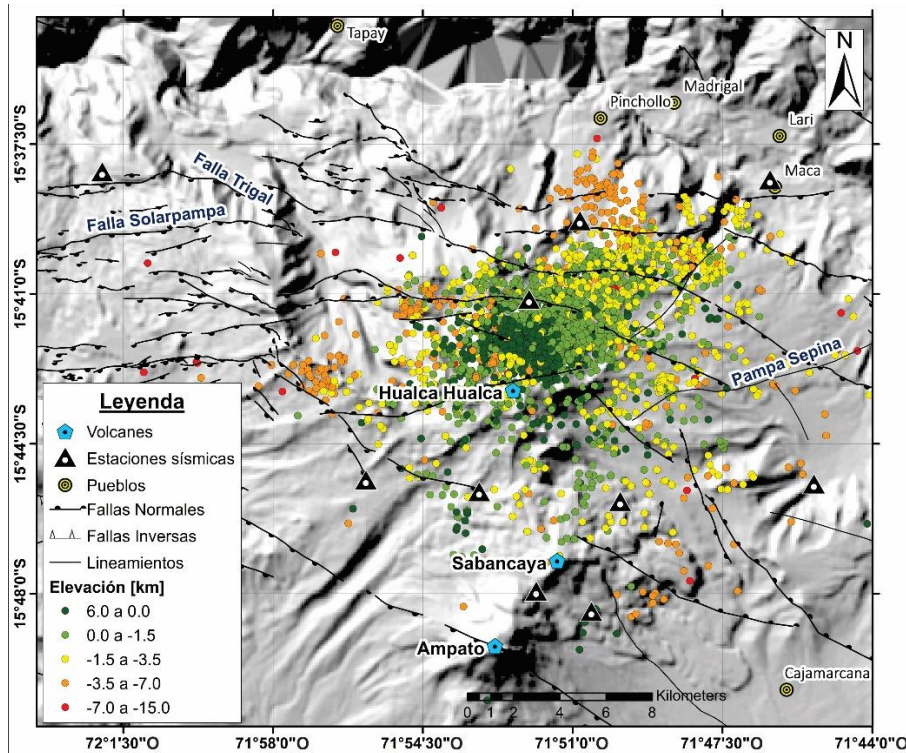 Tapay
N
Madrigal
Pinchollo
Lari
Maca
15°37'30''S
15°41'0''S
15°44'30''S
15°48'0''S
Falla Trigal
Falla Solarpampa
Pampa Sepina
Hualca Hualca
Sabancaya
Ampato
Cajamarcana
Leyenda
Volcanes
Estaciones sísmicas
Pueblos
Fallas Normales
Fallas Inversas
Lineamientos
Elevación [km]
6.0 a 0.0
0.0 a -1.5
-1.5 a -3.5
-3.5 a -7.0
-7.0 a -15.0
Kilometers
0 1 2 4 6 8
72°1'30"O 71°58'0"O 71°54'30"O 71°51'0"O 71°47'30"O 71°44'0"O